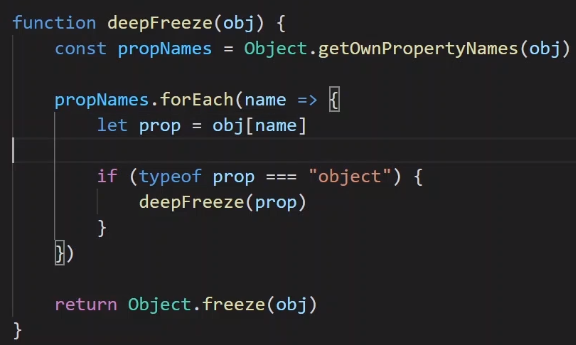 function deepFreeze(obj) {
    const propNames = Object.getOwnPropertyNames(obj)

    propNames.forEach(name => {
        let prop = obj[name]

        if (typeof prop === "object") {
            deepFreeze(prop)
        }
    })

    return Object.freeze(obj)
}